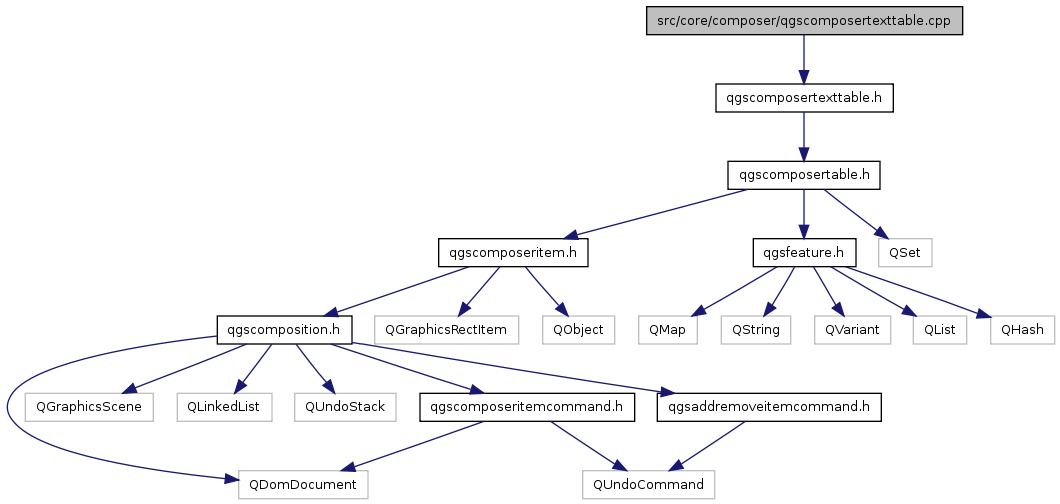 src/core/composer/qgscomposertexttable.cpp
qgscomposertexttable.h
qgscomposertable.h
qgscomposeritem.h
qgsfeature.h
QSet
qgscomposition.h
QGraphicsRectItem
QObject
QMap
QString
QVariant
QList
QHash
QGraphicsScene
QLinkedList
QUndoStack
qgscomposeritemcommand.h
qgsaddremoveitemcommand.h
QDomDocument
QUndoCommand